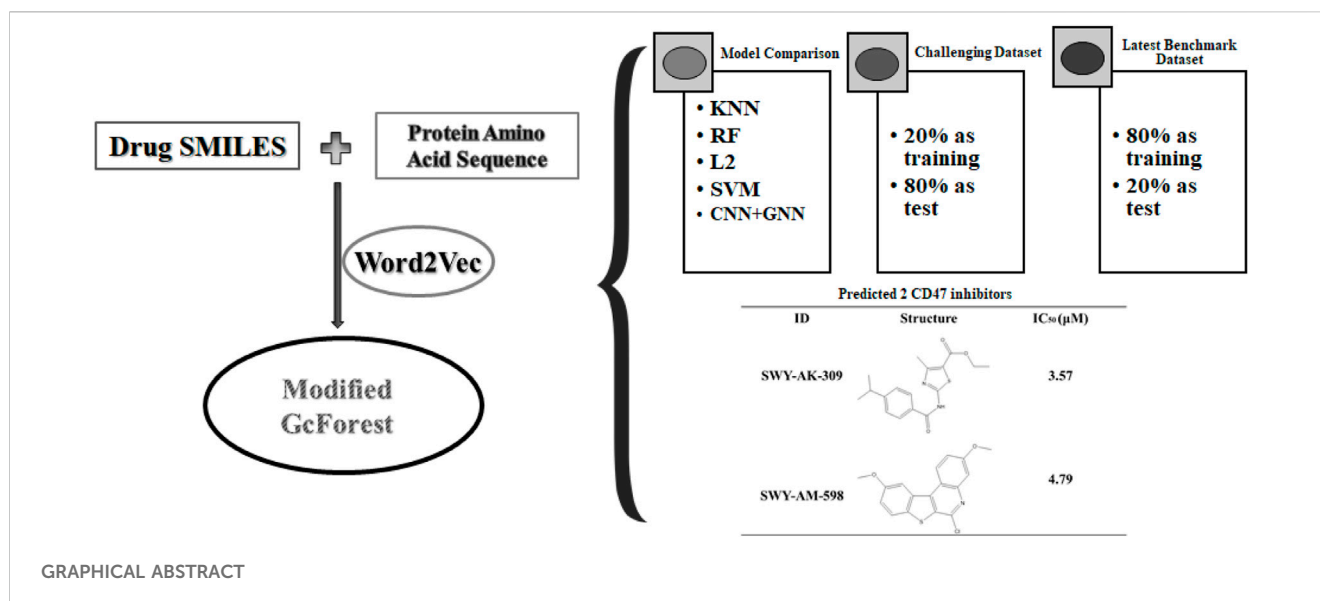 Drug SMILES
Protein Amino
Acid Sequence
Word2Vec
Modified
GcForest
Model Comparison
• KNN
• RF
• L2
• SVM
• CNN+GNN
Challenging Dataset
• 20% as
training
• 80% as
test
Latest Benchmark
Dataset
• 80% as
training
• 20% as
test
Predicted 2 CD47 inhibitors
ID Structure IC₅₀ (μM)
SWY-AK-309 3.57
O
O
N
S
NH
O
SWY-AM-598 4.79
O
O
N
S
Cl
GRAPHICAL ABSTRACT